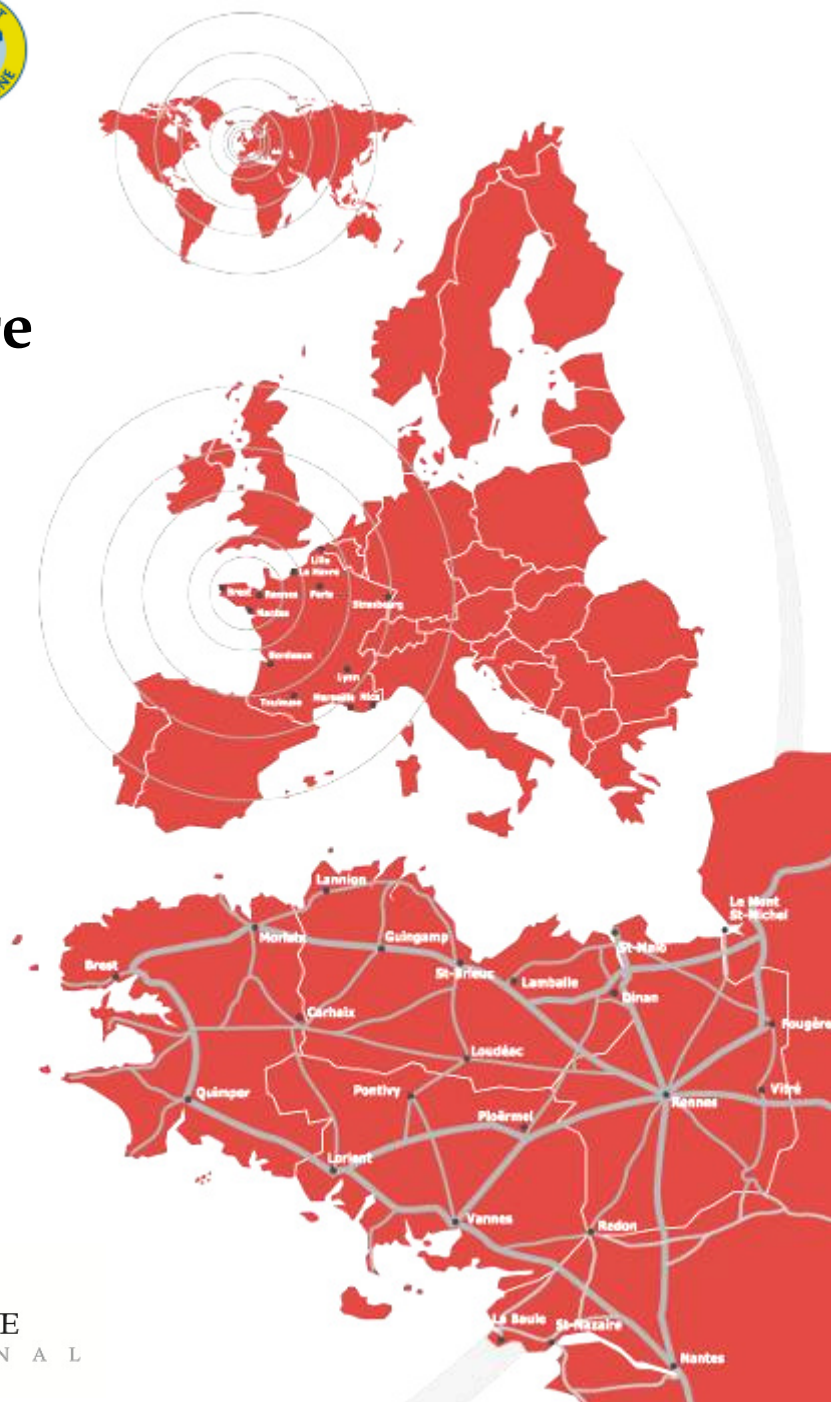 NE
re
Lille
Le Havre
Brest
Rennes
Paris
Strasbourg
Nantes
Bordeaux
Lyon
Toulouse
Marseille
Nice
Lannion
Le Mont
St-Michel
Morlaix
Guingamp
St-Malo
Brest
St-Brieuc
Lamballe
Dinan
Carhaix
Fougère
Loudéac
Quimper
Pontivy
Rennes
Vitré
Ploërmel
Lorient
Vannes
Redon
La Baule
St-Nazaire
E
N A L
Nantes